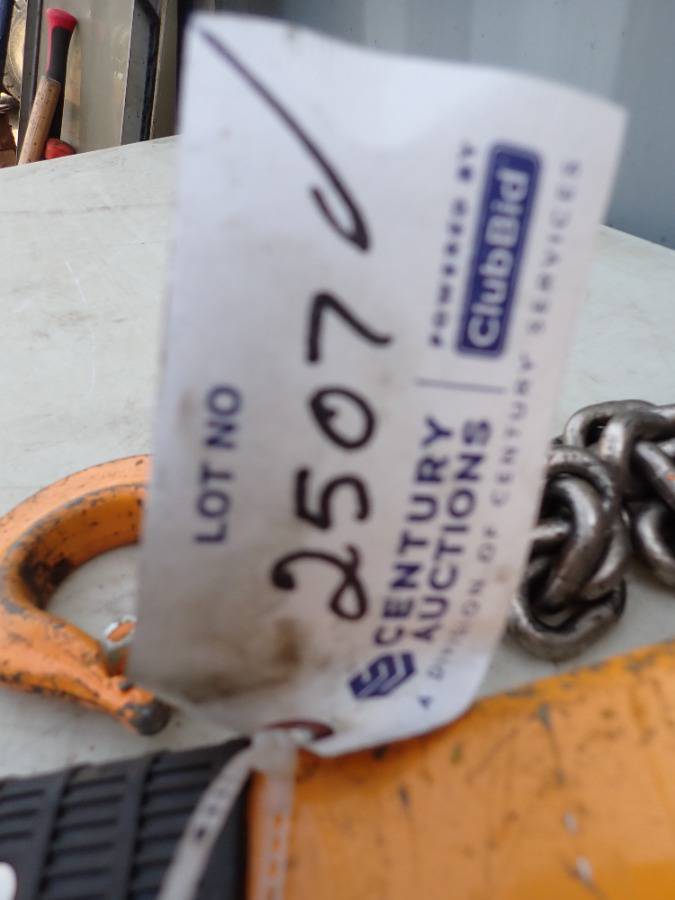 LOT NO
2507
CENTURY
AUCTIONS
POWERED BY
ClubBid
A DIVISION OF CENTURY SERVICES